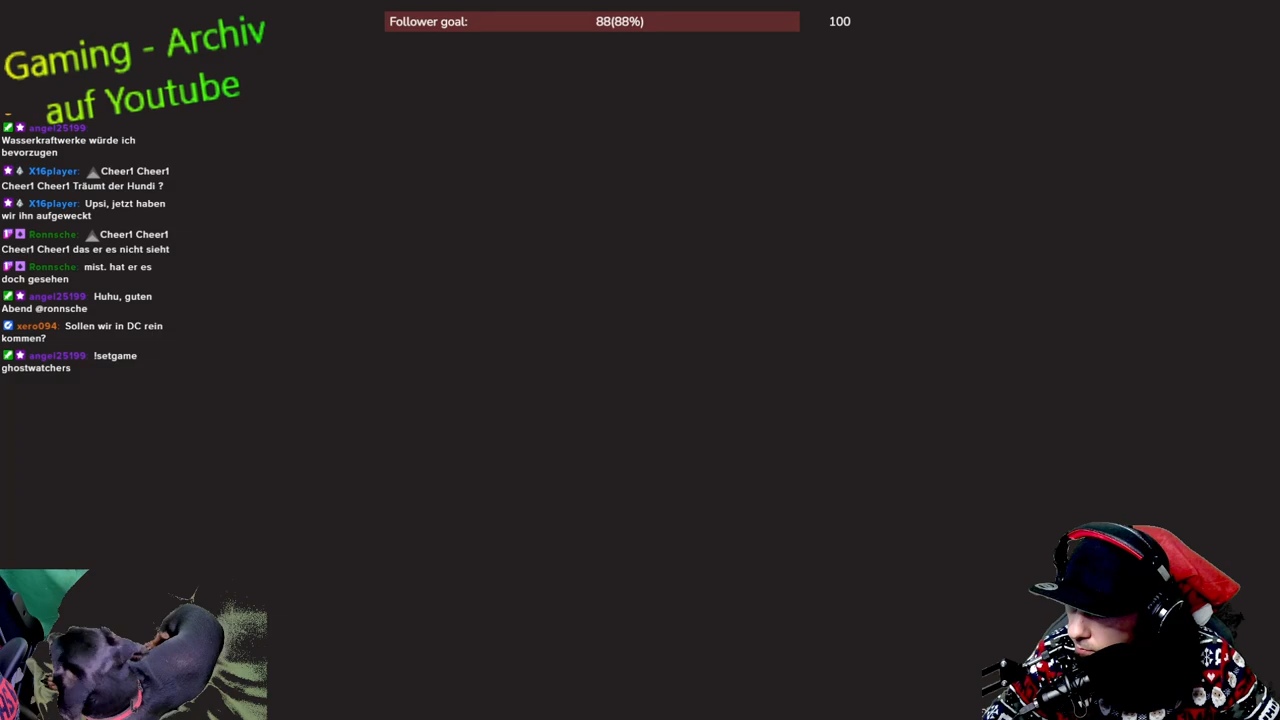 Follower goal: 88(88%) 100
Gaming - Archiv
auf Youtube
-
angel25199:
Wasserkraftwerke würde ich
bevorzugen
X16player: Cheer1 Cheer1
Cheer1 Cheer1 Träumt der Hundi ?
X16player: Upsi, jetzt haben
wir ihn aufgeweckt
Ronnsche: Cheer1 Cheer1
Cheer1 Cheer1 das er es nicht sieht
Ronnsche: mist. hat er es
doch gesehen
angel25199: Huhu, guten
Abend @ronnsche
xero094: Sollen wir in DC rein
kommen?
angel25199: !setgame
ghostwatchers